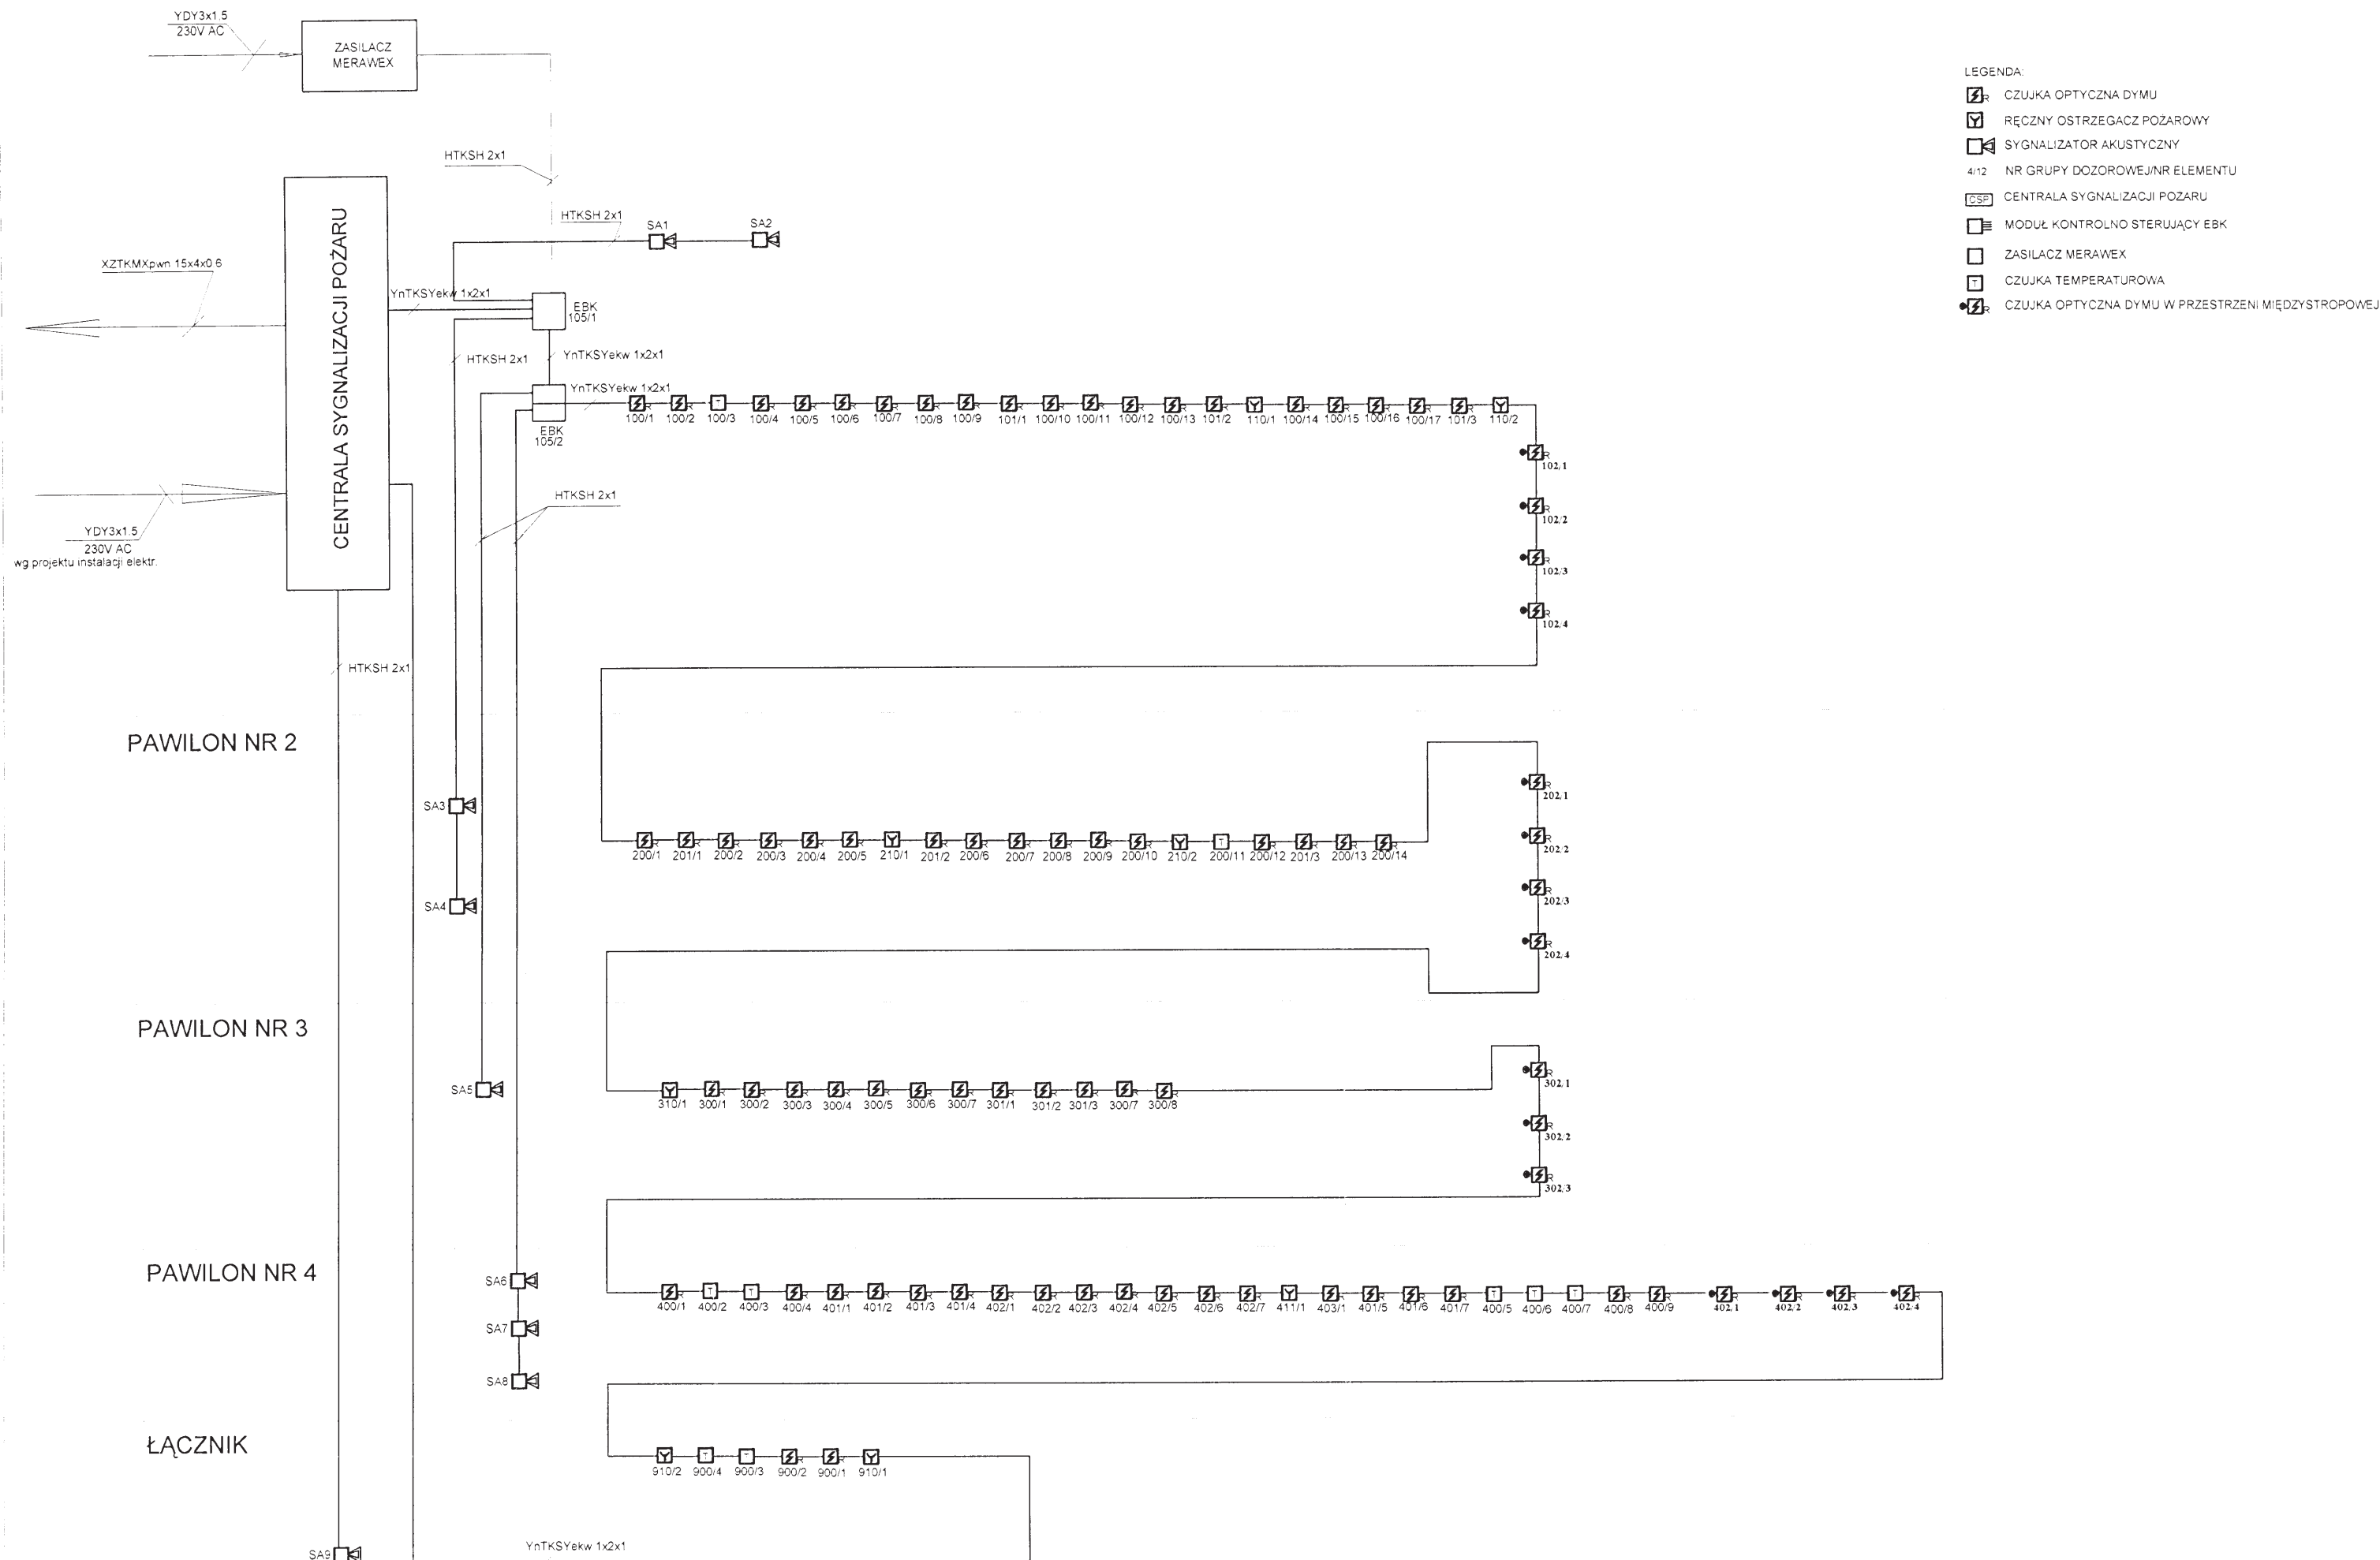 YDY3x1.5
230V AC
ZASILACZ
MERAWEX
LEGENDA:
R CZUJKA OPTYCZNA DYMU
Y RĘCZNY OSTRZEGACZ POŻAROWY
SYGNALIZATOR AKUSTYCZNY
4/12 NR GRUPY DOZOROWEJ/NR ELEMENTU
CSP CENTRALA SYGNALIZACJI POŻARU
MODUŁ KONTROLNO STERUJĄCY EBK
ZASILACZ MERAWEX
T CZUJKA TEMPERATUROWA
R CZUJKA OPTYCZNA DYMU W PRZESTRZENI MIĘDZYSTROPOWEJ
HTKSH 2x1
HTKSH 2x1
SA1
SA2
CENTRALA SYGNALIZACJI POŻARU
XZTKMXpwn 15x4x0.6
YnTKSYekw 1x2x1
EBK
105/1
HTKSH 2x1
YnTKSYekw 1x2x1
YnTKSYekw 1x2x1
EBK
105/2
100/1 100/2 100/3 100/4 100/5 100/6 100/7 100/8 100/9 101/1 100/10 100/11 100/12 100/13 101/2 110/1 100/14 100/15 100/16 100/17 101/3 110/2
102/1
102/2
102/3
102/4
HTKSH 2x1
YDY3x1.5
230V AC
wg projektu instalacji elektr.
HTKSH 2x1
PAWILON NR 2
SA3
SA4
200/1 201/1 200/2 200/3 200/4 200/5 210/1 201/2 200/6 200/7 200/8 200/9 200/10 210/2 200/11 200/12 201/3 200/13 200/14
202/1
202/2
202/3
202/4
PAWILON NR 3
SA5
310/1 300/1 300/2 300/3 300/4 300/5 300/6 300/7 301/1 301/2 301/3 300/7 300/8
302/1
302/2
302/3
PAWILON NR 4
SA6
SA7
SA8
400/1 400/2 400/3 400/4 401/1 401/2 401/3 401/4 402/1 402/2 402/3 402/4 402/5 402/6 402/7 411/1 403/1 401/5 401/6 401/7 400/5 400/6 400/7 400/8 400/9 402/1 402/2 402/3 402/4
ŁĄCZNIK
910/2 900/4 900/3 900/2 900/1 910/1
SA9
YnTKSYekw 1x2x1